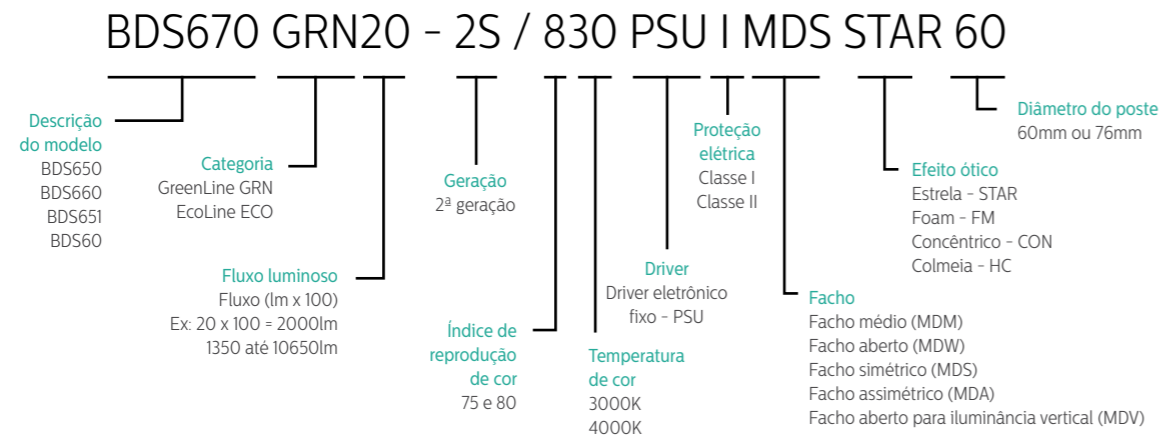 BDS670 GRN20 - 2S / 830 PSU I MDS STAR 60
Descrição
do modelo
BDS650
BDS660
BDS651
BDS60
Categoria
GreenLine GRN
EcoLine ECO
Fluxo luminoso
Fluxo (lm x 100)
Ex: 20 x 100 = 2000lm
1350 até 10650lm
Geração
2ª geração
Índice de
reprodução
de cor
75 e 80
Temperatura
de cor
3000K
4000K
Driver
Driver eletrônico
fixo - PSU
Proteção
elétrica
Classe I
Classe II
Facho
Facho médio (MDM)
Facho aberto (MDW)
Facho simétrico (MDS)
Facho assimétrico (MDA)
Facho aberto para iluminância vertical (MDV)
Efeito ótico
Estrela - STAR
Foam - FM
Concêntrico - CON
Colmeia - HC
Diâmetro do poste
60mm ou 76mm